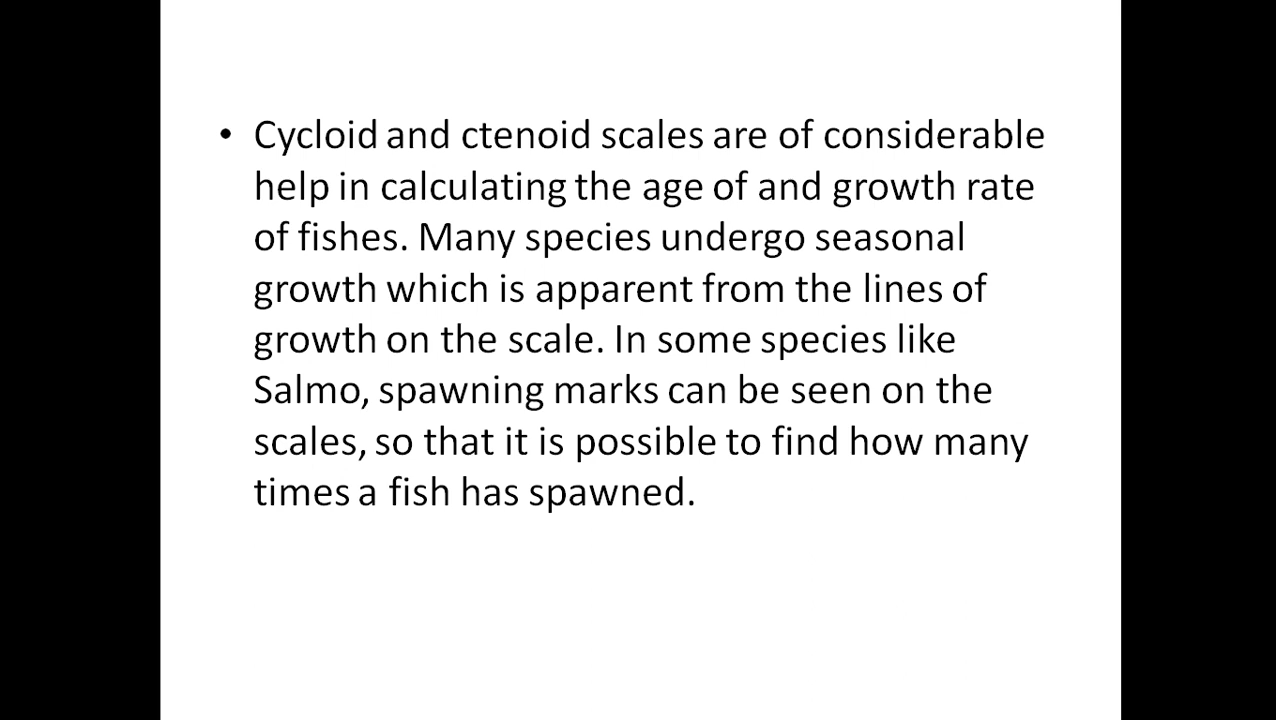 • Cycloid and ctenoid scales are of considerable
help in calculating the age of and growth rate
of fishes. Many species undergo seasonal
growth which is apparent from the lines of
growth on the scale. In some species like
Salmo, spawning marks can be seen on the
scales, so that it is possible to find how many
times a fish has spawned.